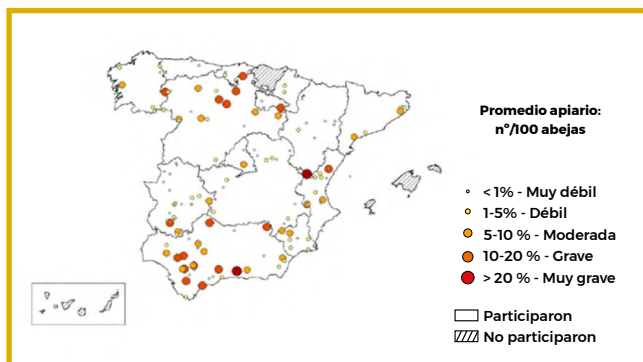 Promedio apiario:
nº/100 abejas
<1% - Muy débil
1-5% - Débil
5-10 % - Moderada
10-20 % - Grave
> 20 % - Muy grave
Participaron
No participaron